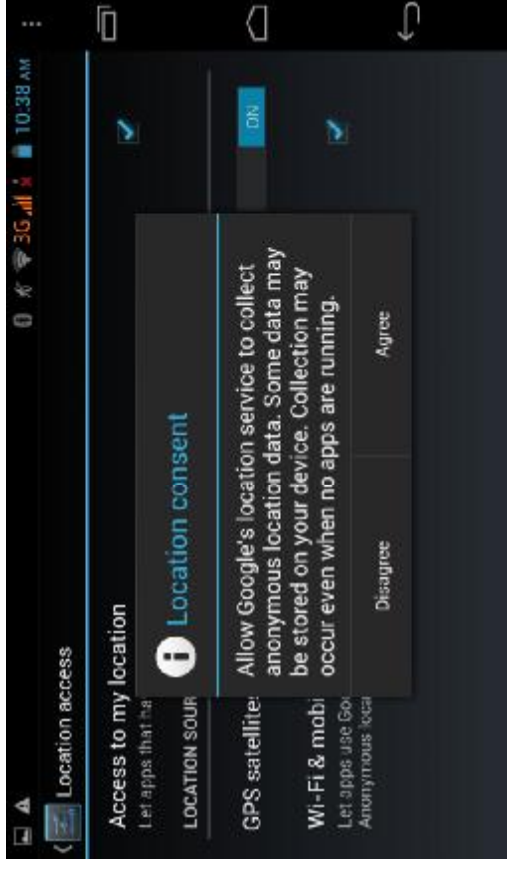 3G 10:38 AM
Location access
Access to my location
Let apps that ha
LOCATION SOUR
GPS satellite
ON
Wi-Fi & mobi
Let apps use Goo
Anonymous loca
Location consent
Allow Google's location service to collect
anonymous location data. Some data may
be stored on your device. Collection may
occur even when no apps are running.
Disagree
Agree